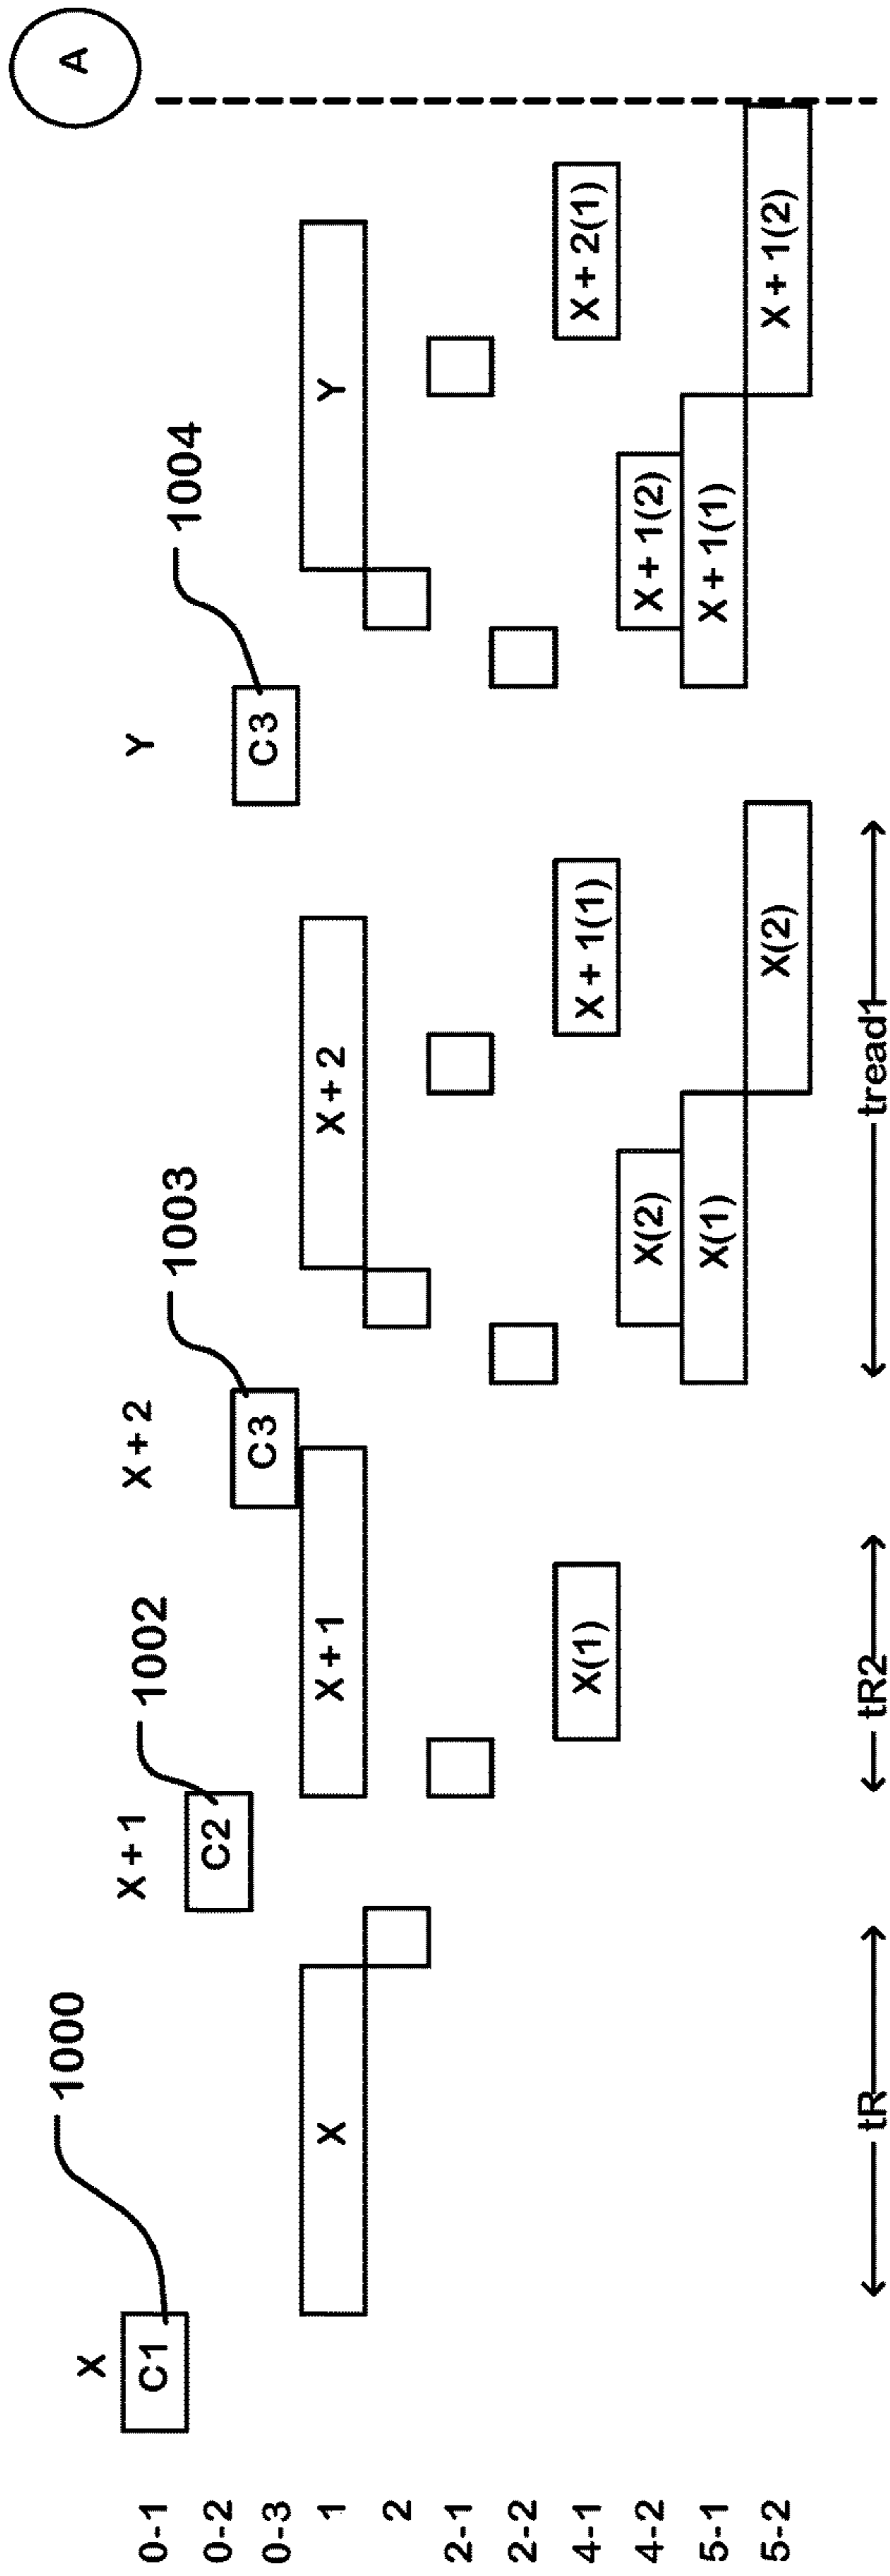 A
1000
1002
1003
1004
X
X + 1
X + 2
Y
0-1
C1
0-2
C2
0-3
C3
C3
1
X
X + 1
X + 2
Y
2
2-1
2-2
4-1
X(1)
X + 1(1)
X + 2(1)
4-2
X(2)
X + 1(2)
5-1
X(1)
X + 1(1)
5-2
X(2)
X + 1(2)
tR
tR2
tread1